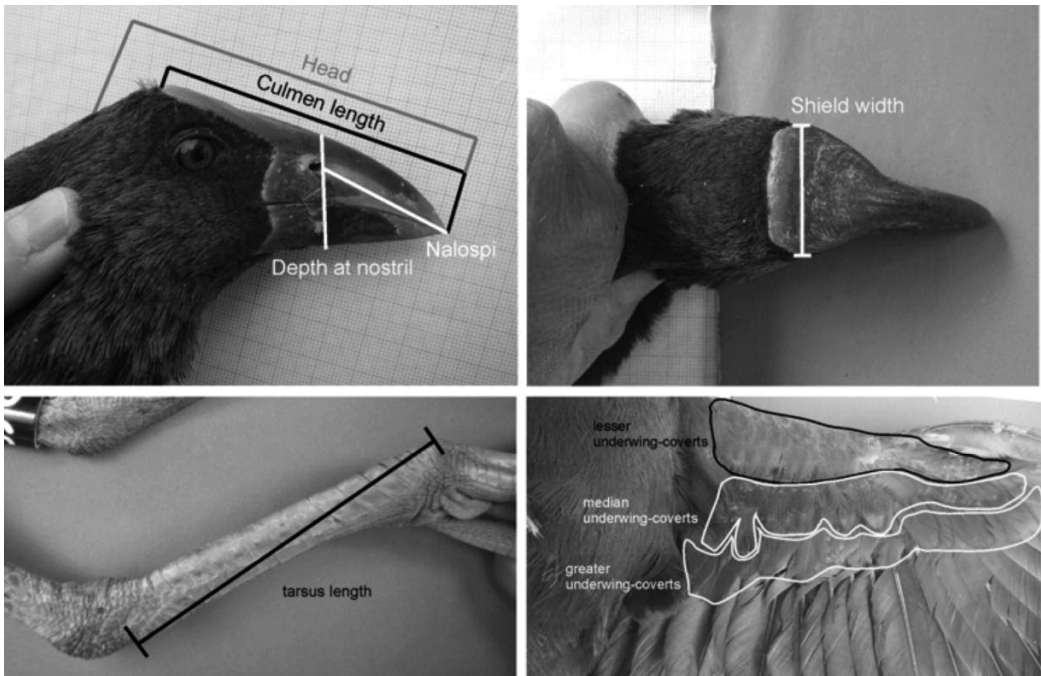 Head
Culmen length
Nalospi
Depth at nostril
Shield width
tarsus length
lesser
underwing-coverts
median
underwing-coverts
greater
underwing-coverts